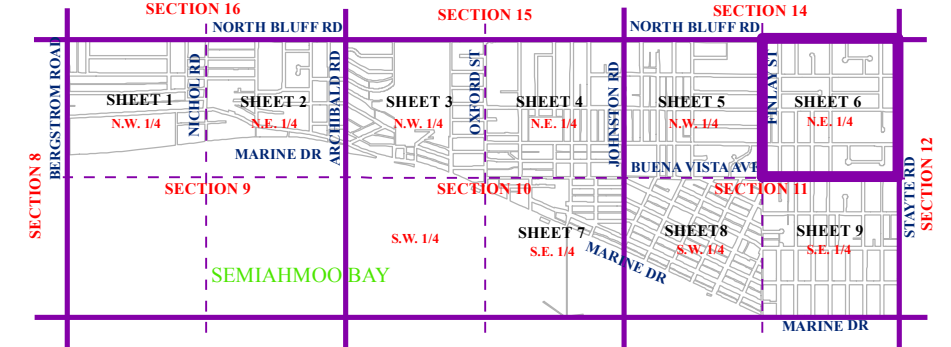 SECTION 16
SECTION 15
SECTION 14
NORTH BLUFF RD
NORTH BLUFF RD
BERGSTROM ROAD
NICHOL RD
ARCHIBALD RD
OXFORD ST
JOHNSTON RD
FINLAY ST
SHEET 1
N.W. 1/4
SHEET 2
N.E. 1/4
SHEET 3
N.W. 1/4
SHEET 4
N.E. 1/4
SHEET 5
N.W. 1/4
SHEET 6
N.E. 1/4
MARINE DR
BUENA VISTA AVE
SECTION 8
SECTION 9
SECTION 10
SECTION 11
STAYTE RD
SECTION 12
S.W. 1/4
SHEET 7
S.E. 1/4
SHEET8
S.W. 1/4
SHEET 9
S.E. 1/4
MARINE DR
SEMIAHMOO BAY
MARINE DR